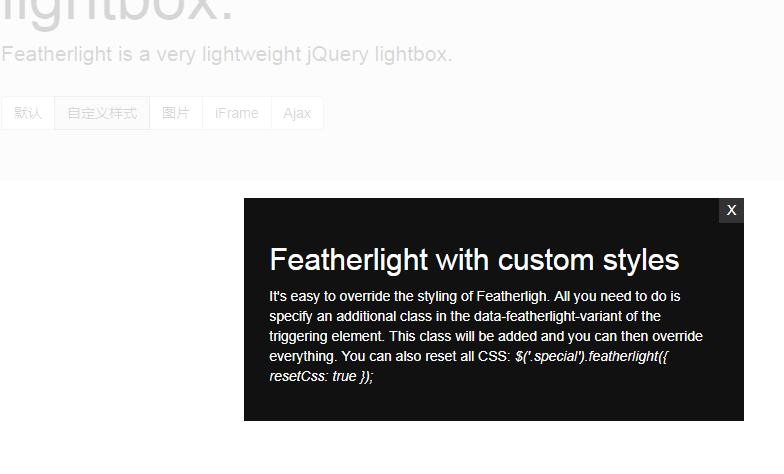 lightbox.
Featherlight is a very lightweight jQuery lightbox.
默认 自定义样式 图片 iFrame Ajax
X
Featherlight with custom styles
It's easy to override the styling of Featherligh. All you need to do is
specify an additional class in the data-featherlight-variant of the
triggering element. This class will be added and you can then override
everything. You can also reset all CSS: $('.special').featherlight({
resetCss: true });